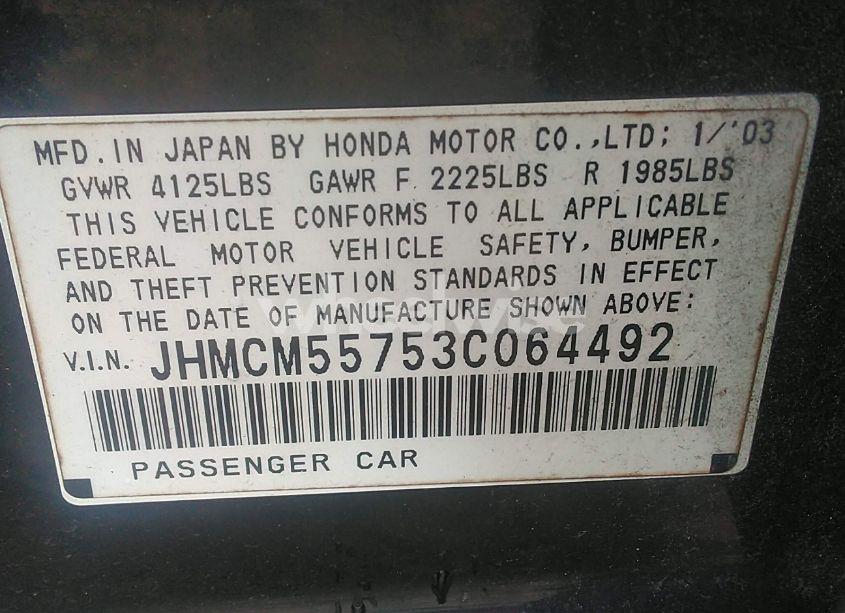 MFD. IN JAPAN BY HONDA MOTOR CO.,LTD; 1/'03
GVWR 4125LBS GAWR F 2225LBS R 1985LBS
THIS VEHICLE CONFORMS TO ALL APPLICABLE
FEDERAL MOTOR VEHICLE SAFETY, BUMPER,
AND THEFT PREVENTION STANDARDS IN EFFECT
ON THE DATE OF MANUFACTURE SHOWN ABOVE:
wheelwise
V.I.N. JHMCM55753C064492
PASSENGER CAR